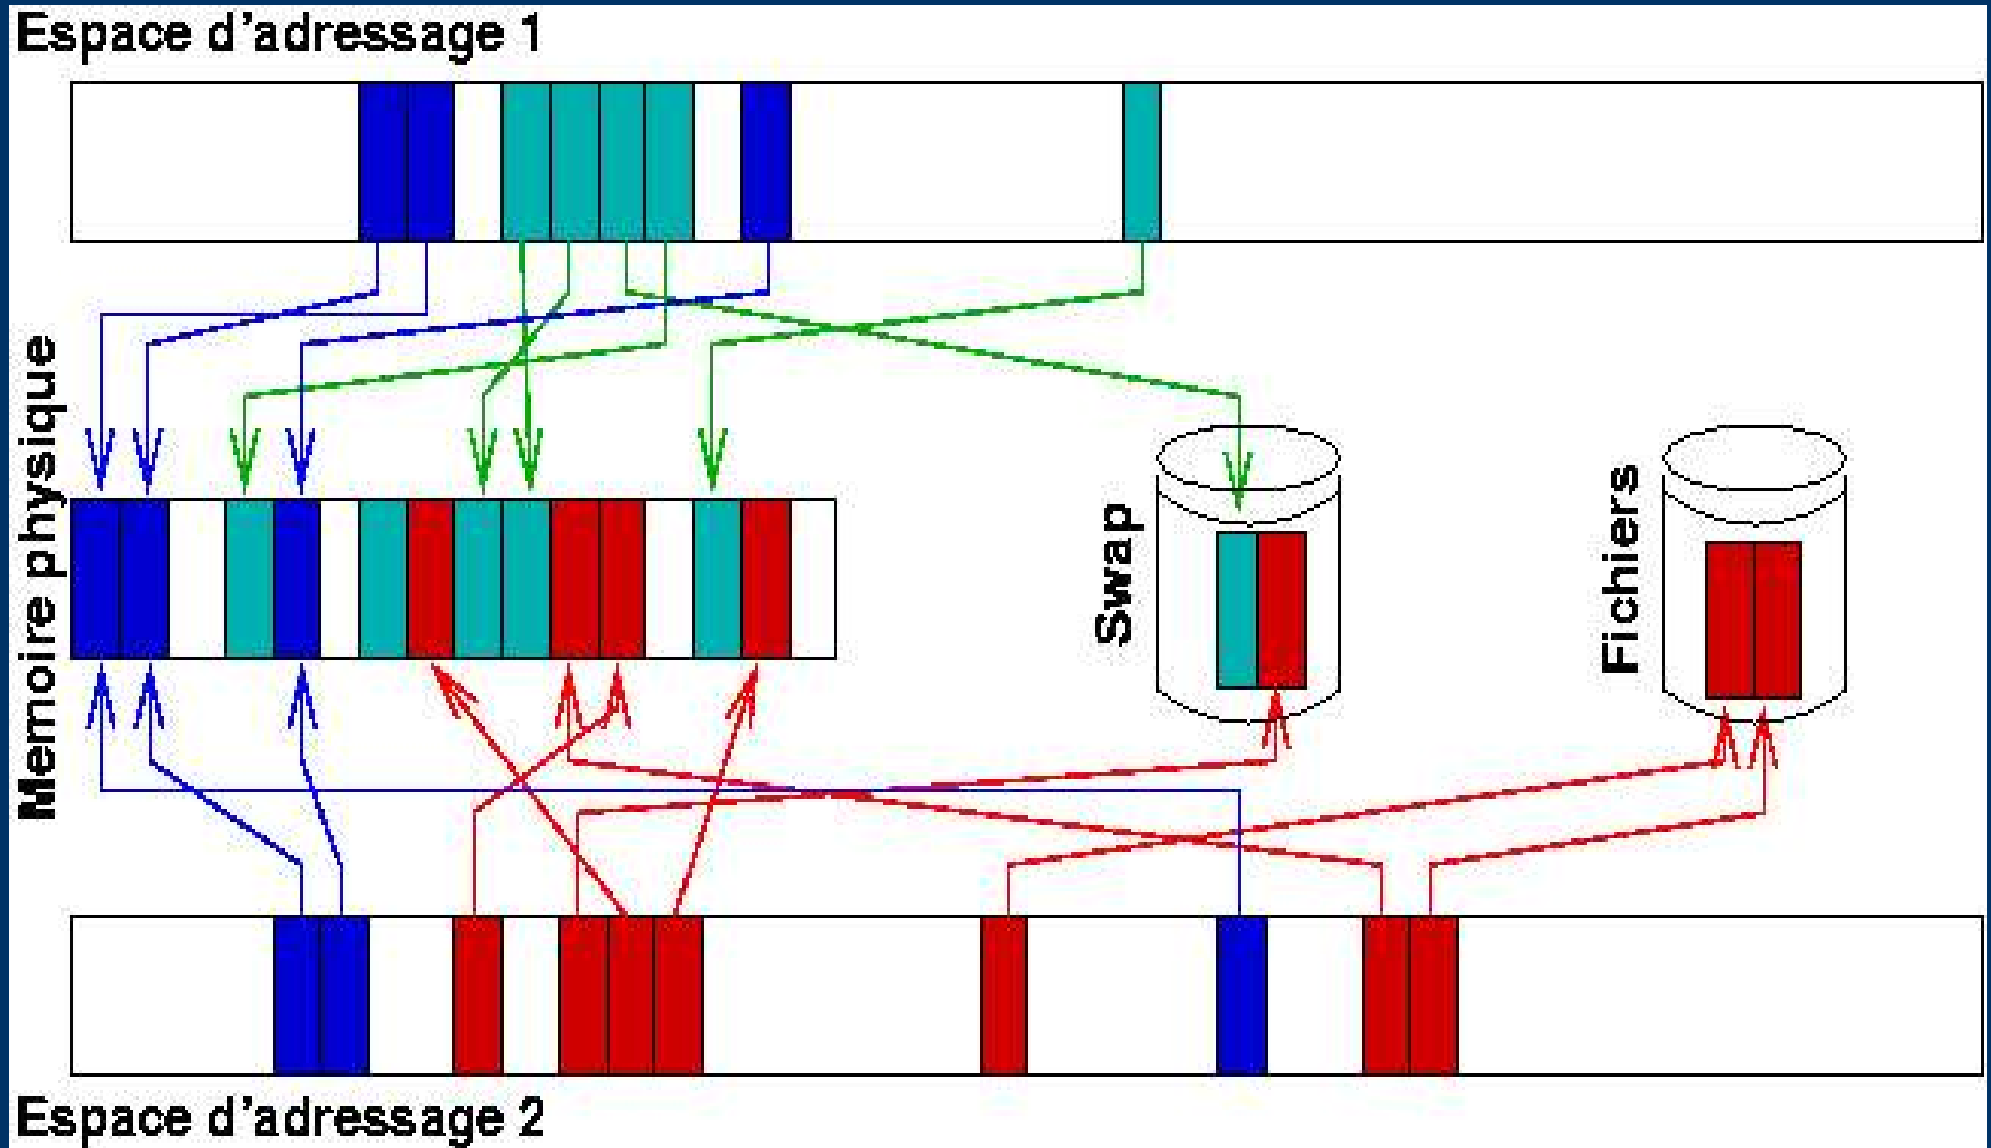 Espace d'adressage 1
Memoire physique
Swap
Fichiers
Espace d'adressage 2